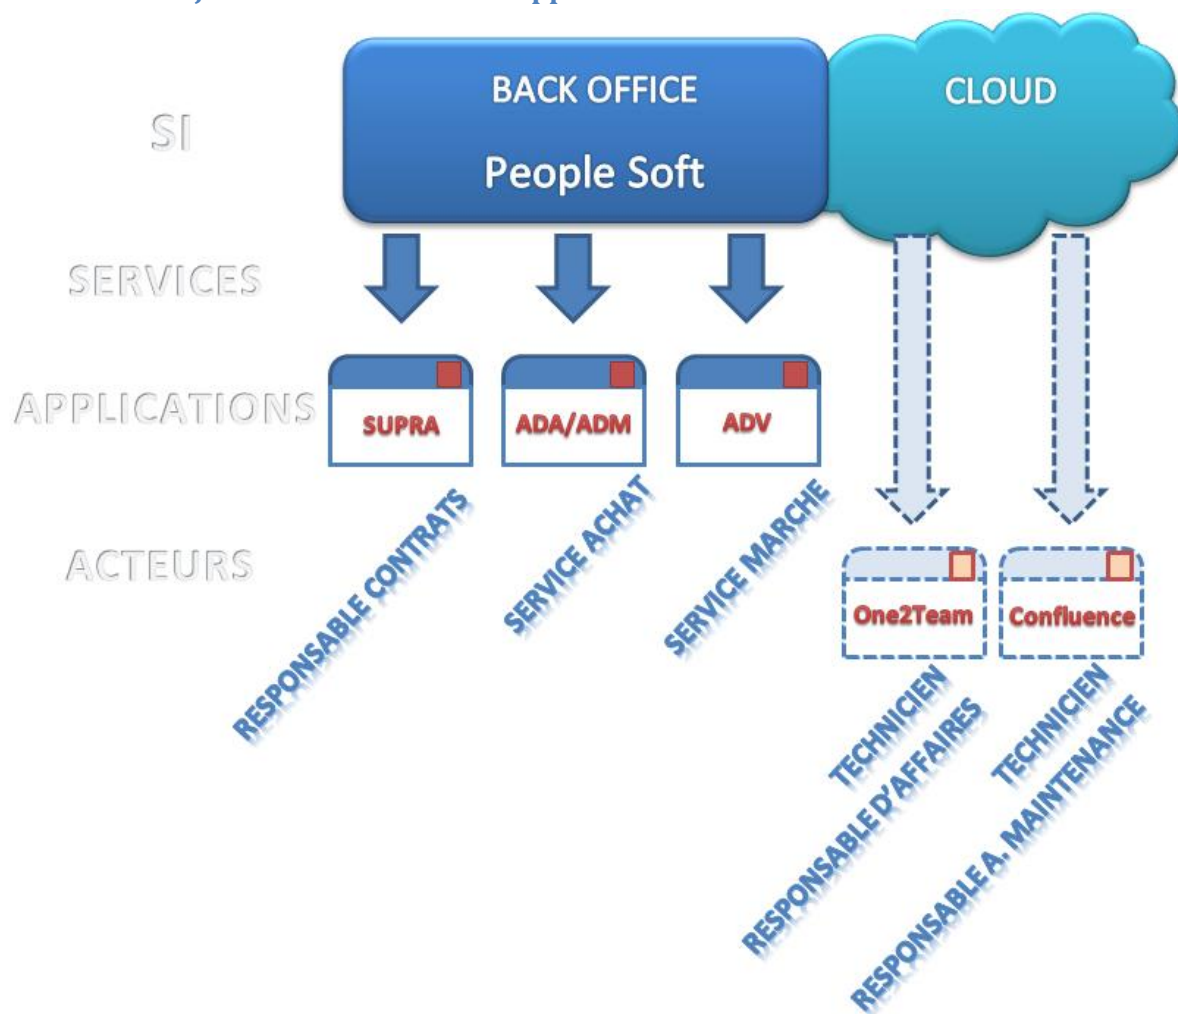 BACK OFFICE
People Soft
CLOUD
SI
SERVICES
APPLICATIONS
SUPRA
ADA/ADM
ADV
ACTEURS
RESPONSABLE CONTRATS
SERVICE ACHAT
SERVICE MARCHE
One2Team
Confluence
TECHNICIEN
RESPONSABLE D'AFFAIRES
TECHNICIEN
RESPONSABLE A. MAINTENANCE